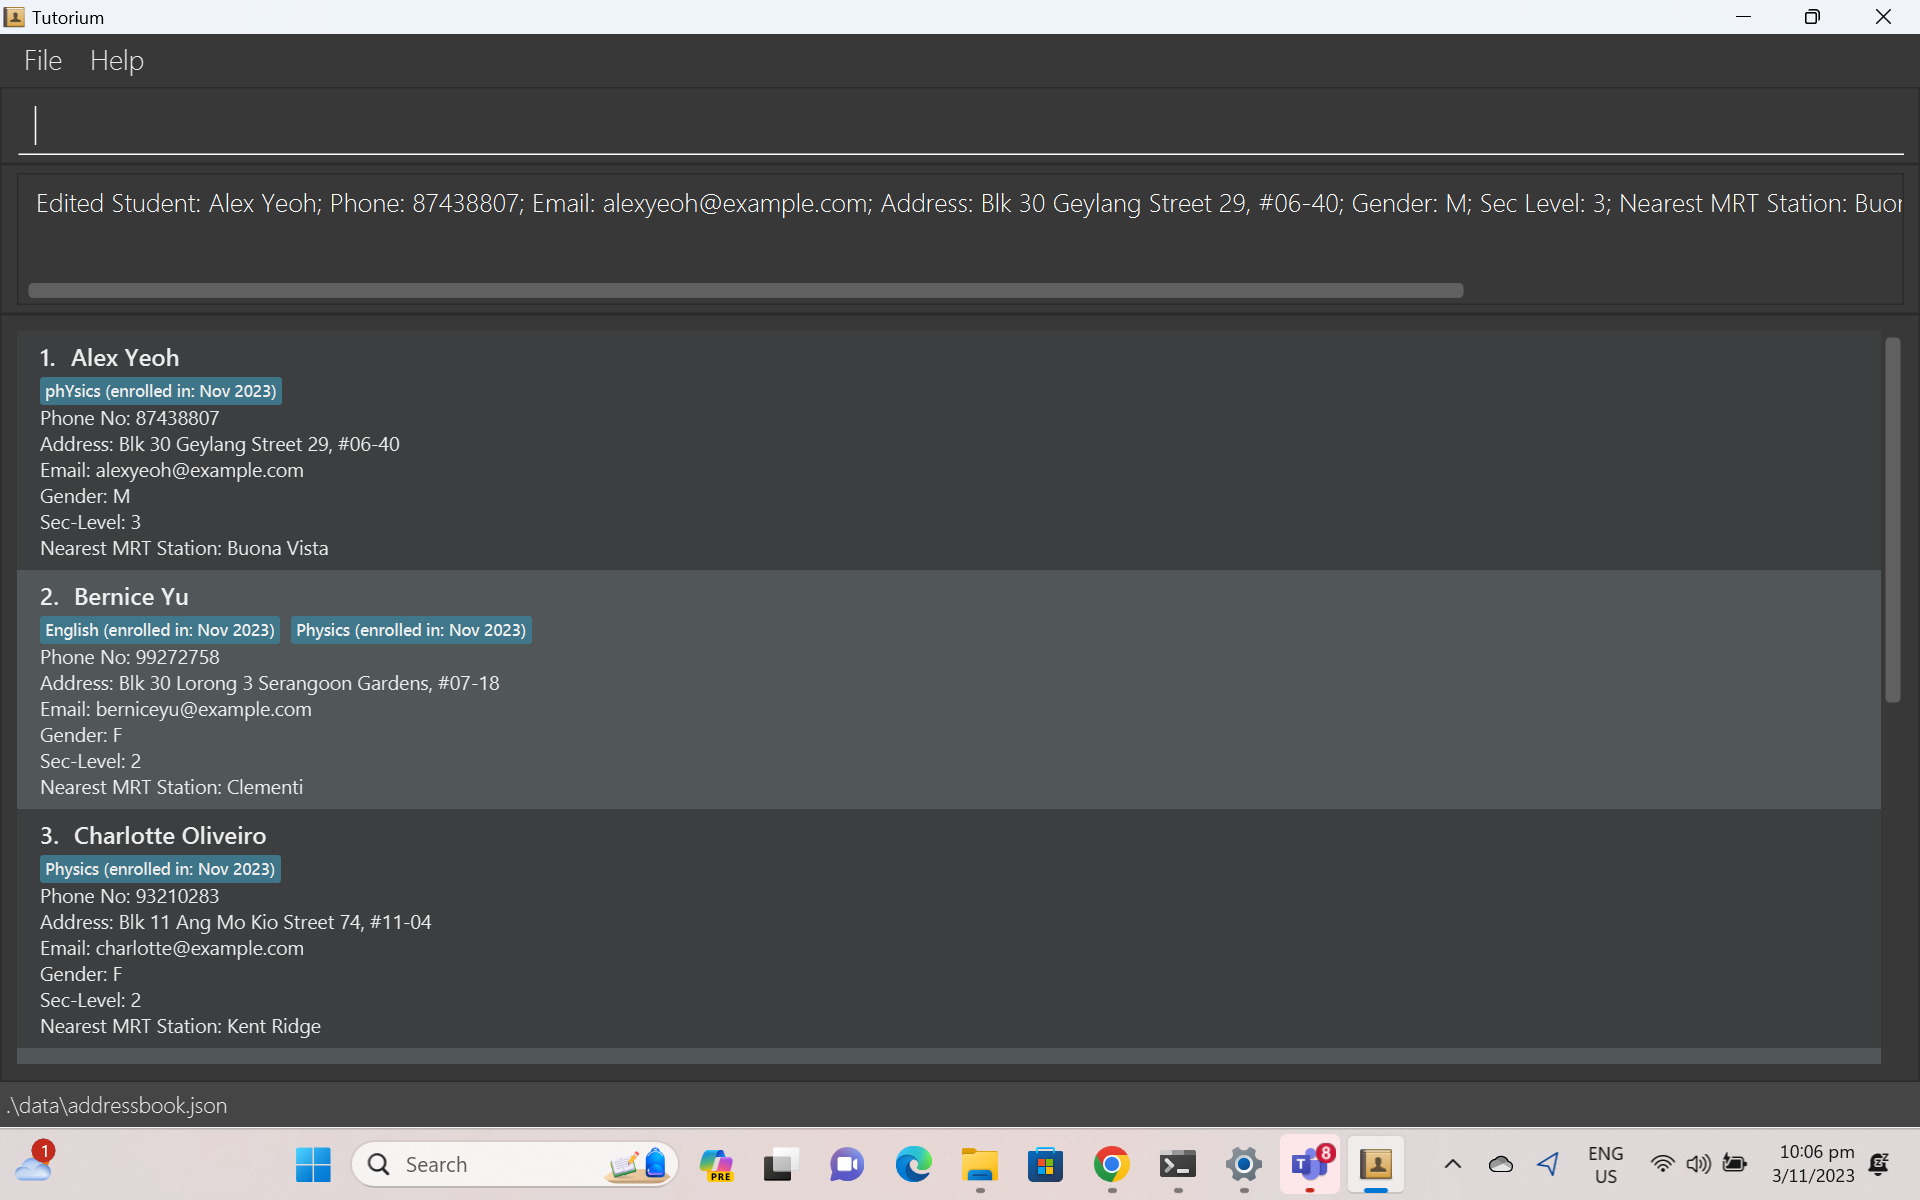 Tutorium
File Help
Edited Student: Alex Yeoh; Phone: 87438807; Email: alexyeoh@example.com; Address: Blk 30 Geylang Street 29, #06-40; Gender: M; Sec Level: 3; Nearest MRT Station:
1. Alex Yeoh
phYsics (enrolled in: Nov 2023)
Phone No: 87438807
Address: Blk 30 Geylang Street 29, #06-40
Email: alexyeoh@example.com
Gender: M
Sec-Level: 3
Nearest MRT Station: Buona Vista
2. Bernice Yu
English (enrolled in: Nov 2023) Physics (enrolled in: Nov 2023)
Phone No: 99272758
Address: Blk 30 Lorong 3 Serangoon Gardens, #07-18
Email: berniceyu@example.com
Gender: F
Sec-Level: 2
Nearest MRT Station: Clementi
3. Charlotte Oliveiro
Physics (enrolled in: Nov 2023)
Phone No: 93210283
Address: Blk 11 Ang Mo Kio Street 74, #11-04
Email: charlotte@example.com
Gender: F
Sec-Level: 2
Nearest MRT Station: Kent Ridge
.\data\addressbook.json
1
Search
PRE
8
ENG
US
10:06 pm
3/11/2023